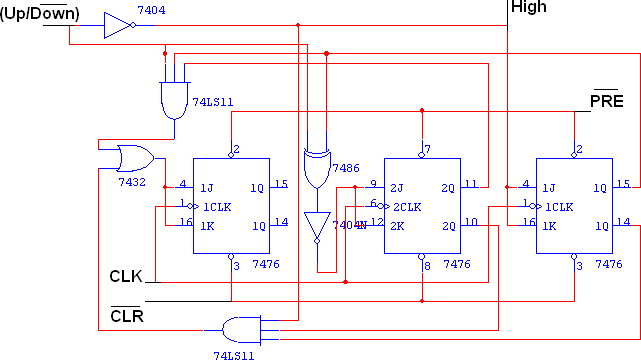 (Up/Down)
7404
High
74LS11
PRE
2
7
2
7486
7432
4
1J
1Q
15
9
2J
2Q
11
4
1J
1Q
15
1
1CLK
6
2CLK
1
1CLK
16
1K
1Q
14
7404N
12
2K
2Q
10
16
1K
1Q
14
3
7476
8
7476
3
7476
CLK
CLR
74LS11